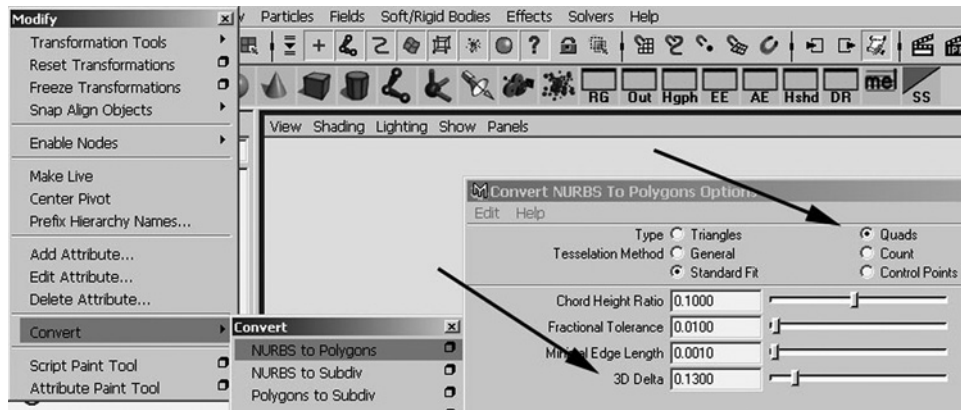 Modify
Particles Fields Soft/Rigid Bodies Effects Solvers Help
Transformation Tools
Reset Transformations
Freeze Transformations
Snap Align Objects
Enable Nodes
Make Live
Center Pivot
Prefix Hierarchy Names...
Add Attribute...
Edit Attribute...
Delete Attribute...
Convert
Script Paint Tool
Attribute Paint Tool
RG Out Hgph EE AE Hshd DR mel SS
View Shading Lighting Show Panels
Convert
NURBS to Polygons
NURBS to Subdiv
Polygons to Subdiv
Convert NURBS To Polygons Options
Edit Help
Type Triangles Quads
Tesselation Method General Count
Standard Fit Control Points
Chord Height Ratio 0.1000
Fractional Tolerance 0.0100
Edge Length 0.0010
3D Delta 0.1300